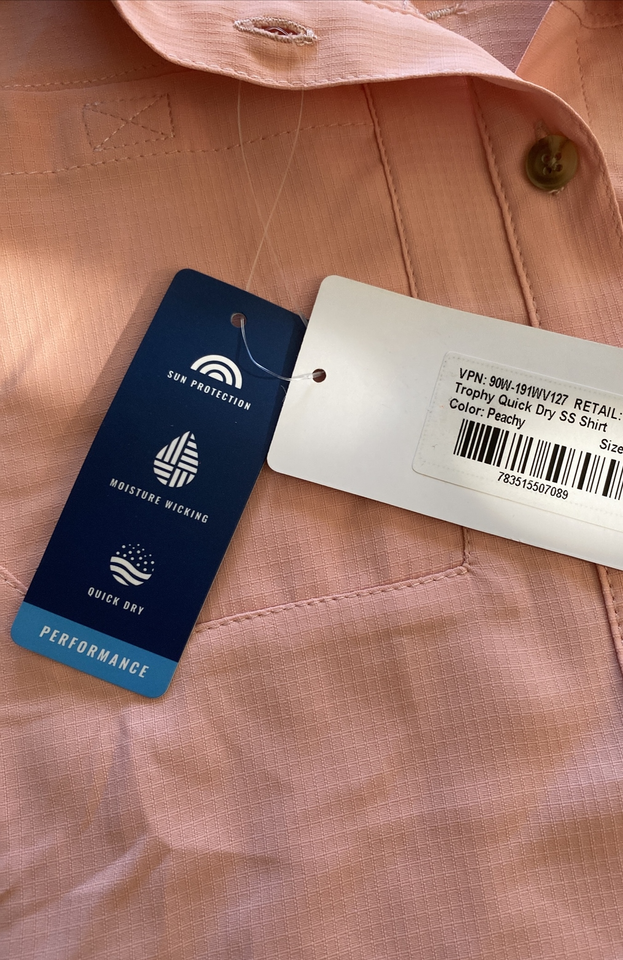 SUN PROTECTION
MOISTURE WICKING
QUICK DRY
PERFORMANCE
VPN: 90W-191WV127 RETAIL:
Trophy Quick Dry SS Shirt
Color: Peachy
Size
783515507089